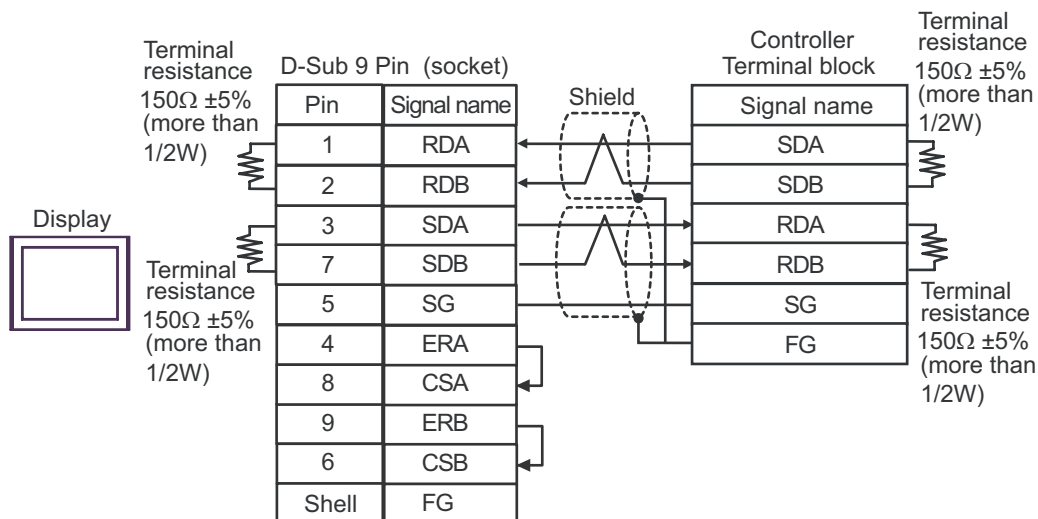 Terminal
resistance
150Ω ±5%
(more than
1/2W)
D-Sub 9 Pin (socket)
Pin Signal name
1 RDA
2 RDB
3 SDA
7 SDB
5 SG
4 ERA
8 CSA
9 ERB
6 CSB
Shell FG
Display
Terminal
resistance
150Ω ±5%
(more than
1/2W)
Shield
Controller
Terminal block
Signal name
SDA
SDB
RDA
RDB
SG
FG
Terminal
resistance
150Ω ±5%
(more than
1/2W)
Terminal
resistance
150Ω ±5%
(more than
1/2W)